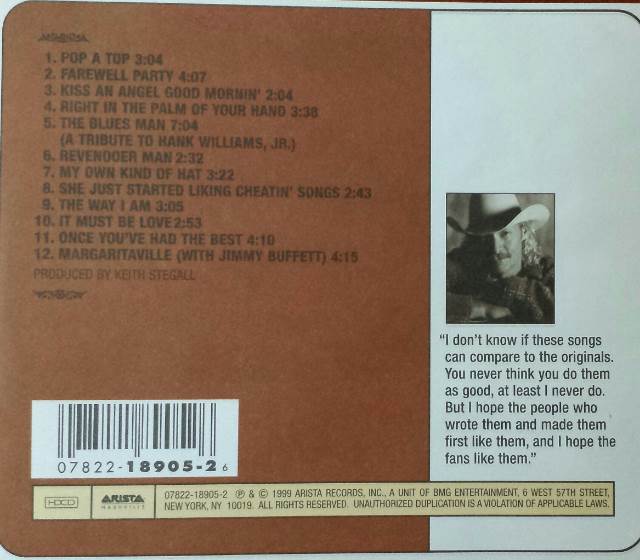 1. POP A TOP 3:04
2. FAREWELL PARTY 4:07
3. KISS AN ANGEL GOOD MORNIN' 2:04
4. RIGHT IN THE PALM OF YOUR HAND 3:38
5. THE BLUES MAN 7:04
(A TRIBUTE TO HANK WILLIAMS, JR.)
6. REVENOOER MAN 2:32
7. MY OWN KIND OF HAT 3:22
8. SHE JUST STARTED LIKING CHEATIN' SONGS 2:43
9. THE WAY I AM 3:05
10. IT MUST BE LOVE 2:53
11. ONCE YOU'VE HAD THE BEST 4:10
12. MARGARITAVILLE (WITH JIMMY BUFFETT) 4:15
PRODUCED BY KEITH STEGALL
"I don't know if these songs
can compare to the originals.
You never think you do them
as good, at least I never do.
But I hope the people who
wrote them and made them
first like them, and I hope the
fans like them."
07822-18905-2 6
HDCD
ARISTA
NASHVILLE
07822-18905-2 ℗ & © 1999 ARISTA RECORDS, INC., A UNIT OF BMG ENTERTAINMENT, 6 WEST 57TH STREET,
NEW YORK, NY 10019. ALL RIGHTS RESERVED. UNAUTHORIZED DUPLICATION IS A VIOLATION OF APPLICABLE LAWS.